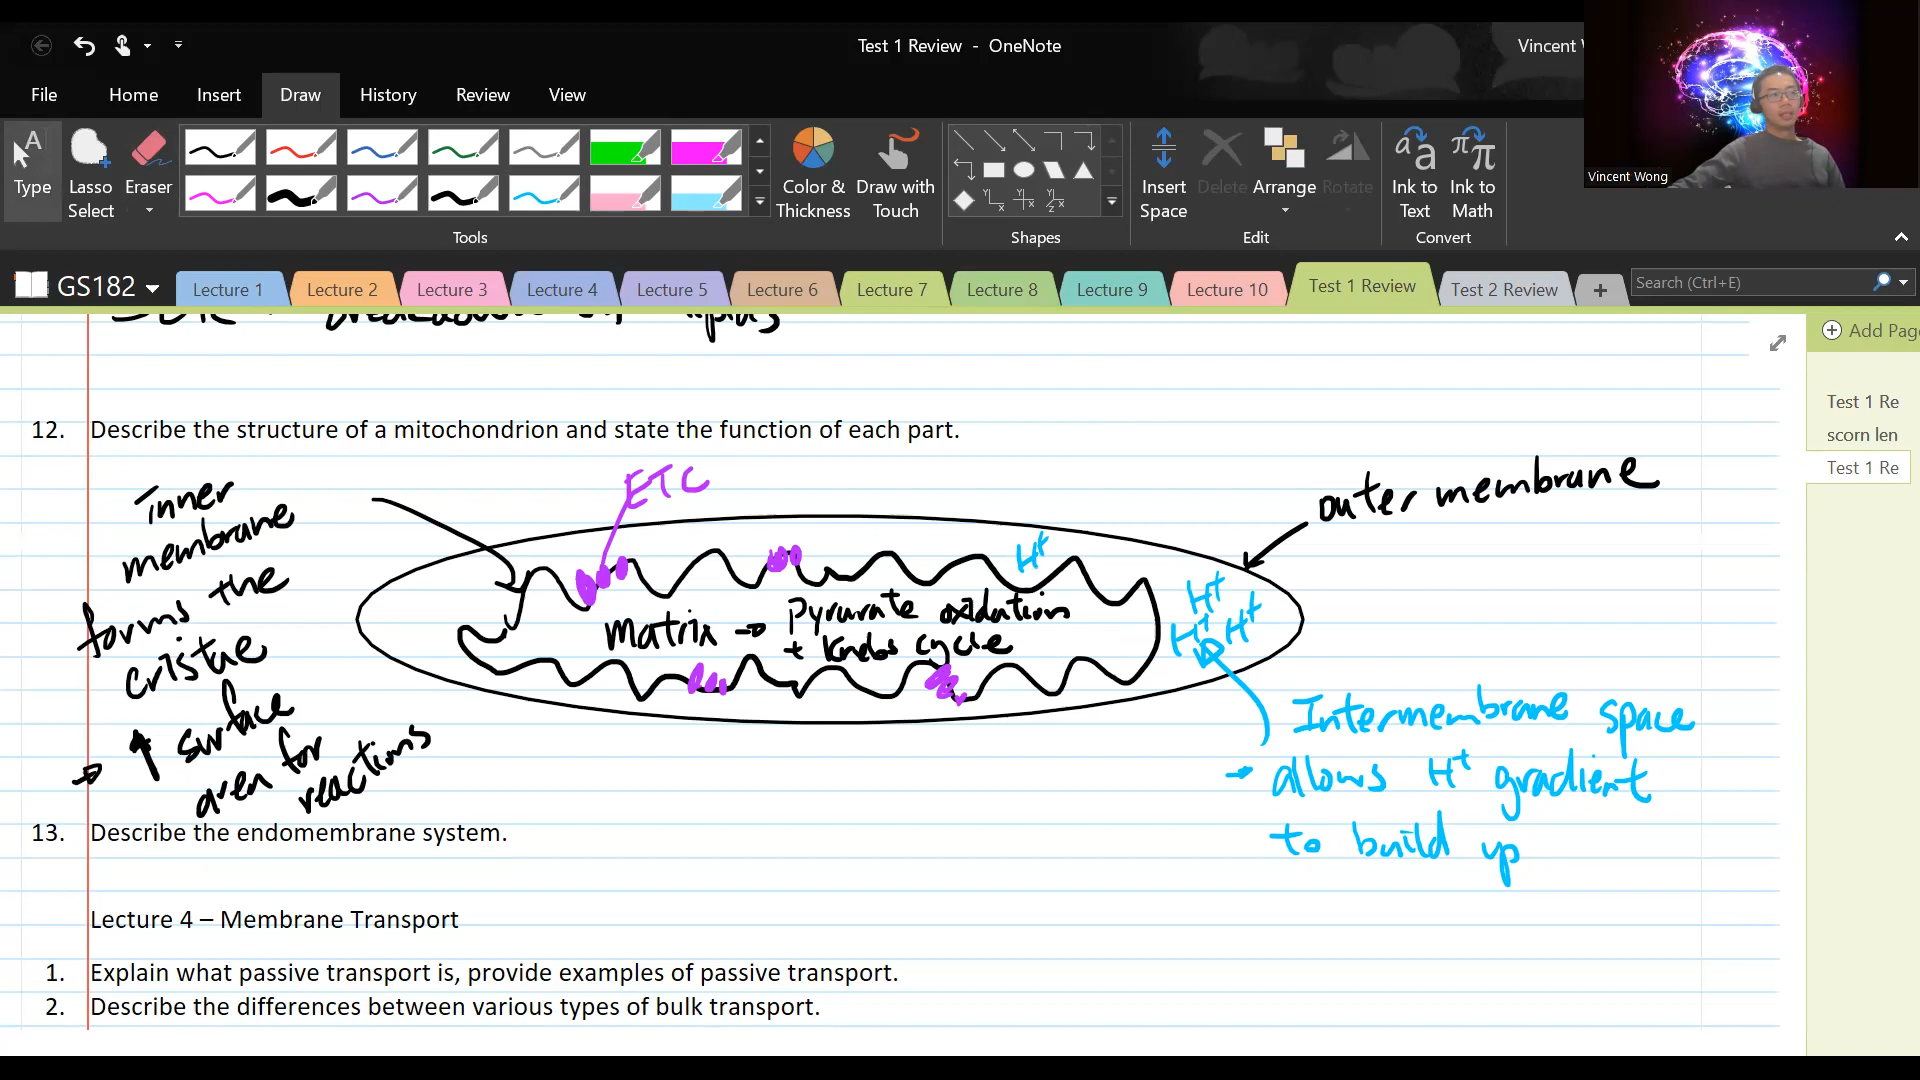 Test 1 Review - OneNote
Vincent W
File
Home
Insert
Draw
History
Review
View
Type
Lasso Select
Eraser
Color & Thickness
Draw with Touch
Insert Space
Delete
Arrange
Rotate
Ink to Text
Ink to Math
Tools
Shapes
Edit
Convert
Vincent Wong
GS182
Lecture 1
Lecture 2
Lecture 3
Lecture 4
Lecture 5
Lecture 6
Lecture 7
Lecture 8
Lecture 9
Lecture 10
Test 1 Review
Test 2 Review
Search (Ctrl+E)
Add Pag
Test 1 Re
scorn len
Test 1 Re
12. Describe the structure of a mitochondrion and state the function of each part.
Inner
membrane
forms the
cristae
→ ↑ surface
area for
reactions
ETC
outer membrane
H+
matrix → Pyruvate oxidation
+ Krebs cycle
H+
H+ H+
Intermembrane space
→ allows H+ gradient
to build up
13. Describe the endomembrane system.
Lecture 4 – Membrane Transport
1. Explain what passive transport is, provide examples of passive transport.
2. Describe the differences between various types of bulk transport.